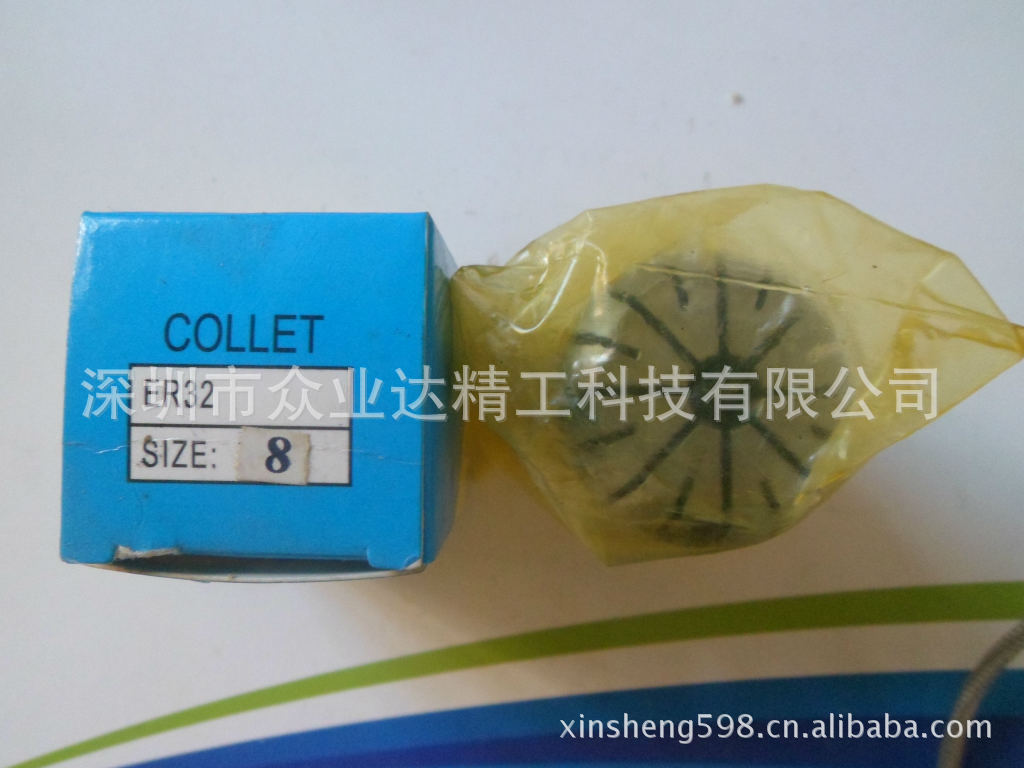 COLLET
ER32
SIZE: 8
深圳市众业达精工科技有限公司
xinsheng598.cn.alibaba.com